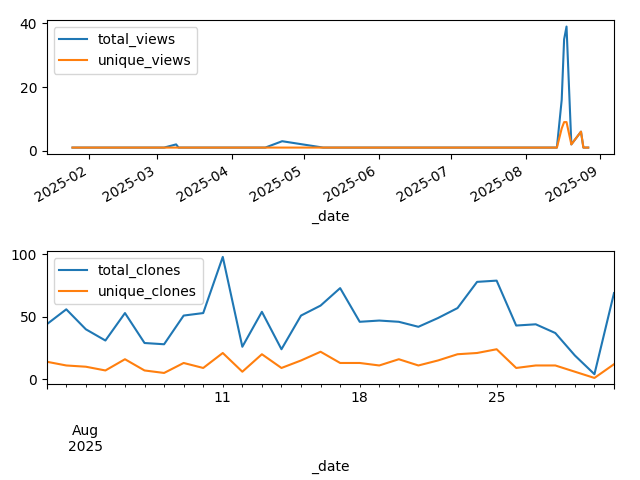 40
20
0
total_views
unique_views
2025-02
2025-03
2025-04
2025-05
2025-06
2025-07
2025-08
2025-09
_date
100
50
0
total_clones
unique_clones
11
18
25
Aug
2025
_date